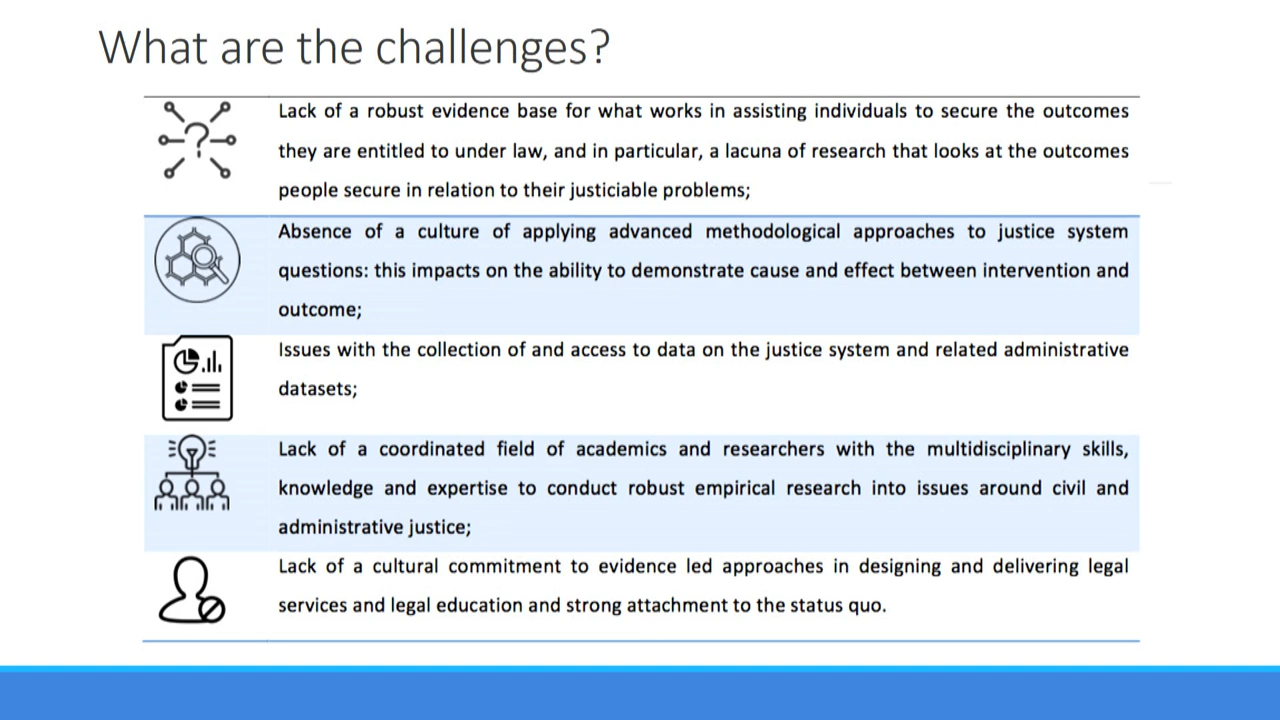 What are the challenges?
Lack of a robust evidence base for what works in assisting individuals to secure the outcomes
they are entitled to under law, and in particular, a lacuna of research that looks at the outcomes
people secure in relation to their justiciable problems;
Absence of a culture of applying advanced methodological approaches to justice system
questions: this impacts on the ability to demonstrate cause and effect between intervention and
outcome;
Issues with the collection of and access to data on the justice system and related administrative
datasets;
Lack of a coordinated field of academics and researchers with the multidisciplinary skills,
knowledge and expertise to conduct robust empirical research into issues around civil and
administrative justice;
Lack of a cultural commitment to evidence led approaches in designing and delivering legal
services and legal education and strong attachment to the status quo.